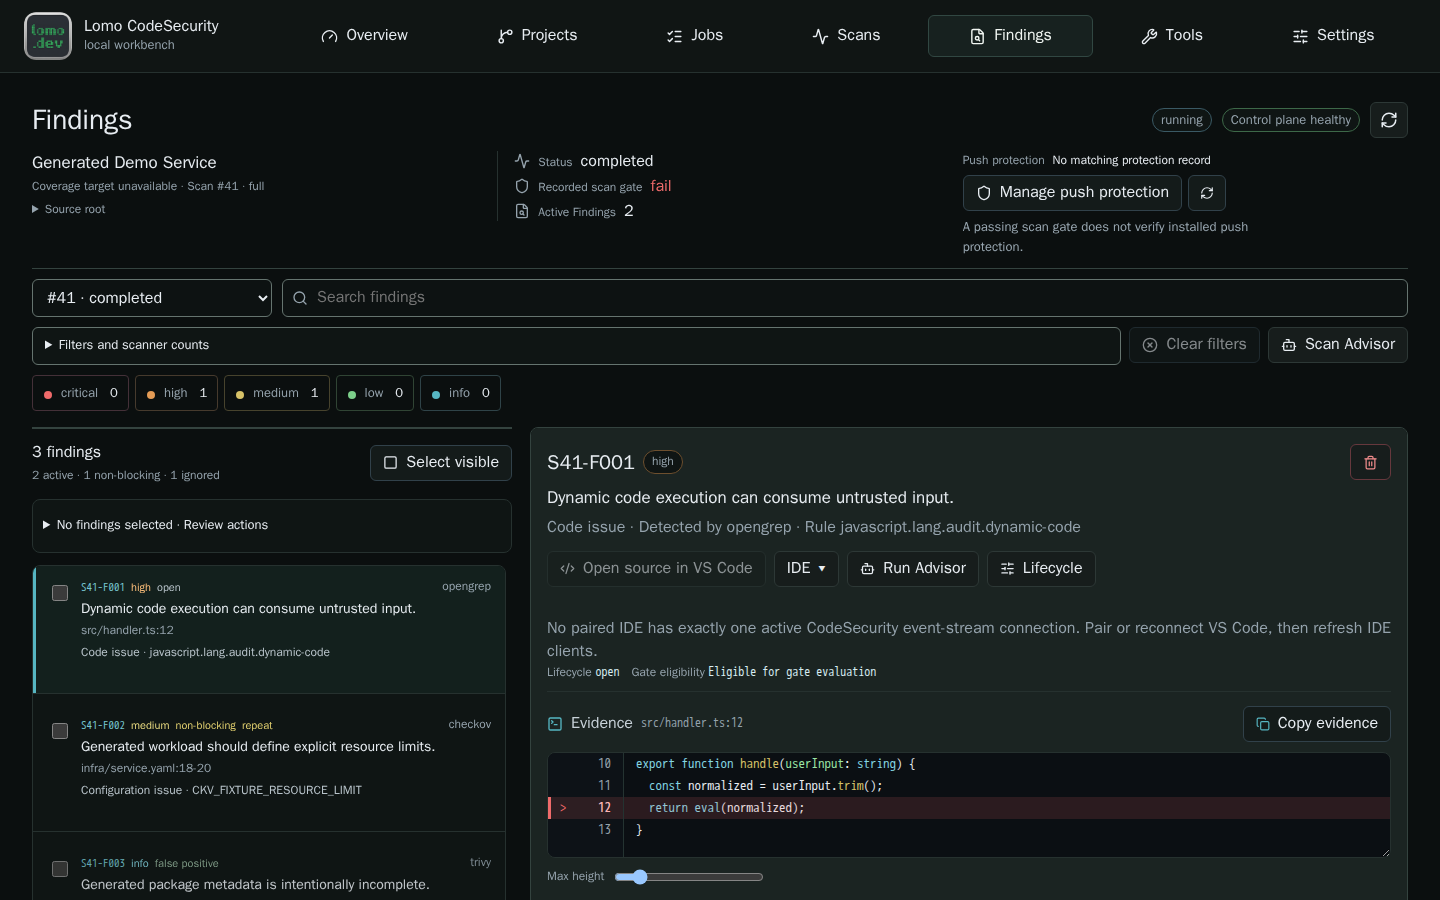 lomo
.dev
Lomo CodeSecurity
local workbench
Overview
Projects
Jobs
Scans
Findings
Tools
Settings
Findings
running
Control plane healthy
Generated Demo Service
Coverage target unavailable · Scan #41 · full
Source root
Status completed
Recorded scan gate fail
Active Findings 2
Push protection No matching protection record
Manage push protection
A passing scan gate does not verify installed push
protection.
#41 · completed
Search findings
Filters and scanner counts
Clear filters
Scan Advisor
critical 0
high 1
medium 1
low 0
info 0
3 findings
2 active · 1 non-blocking · 1 ignored
Select visible
No findings selected · Review actions
S41-F001 high open opengrep
Dynamic code execution can consume untrusted input.
src/handler.ts:12
Code issue · javascript.lang.audit.dynamic-code
S41-F002 medium non-blocking repeat checkov
Generated workload should define explicit resource limits.
infra/service.yaml:18-20
Configuration issue · CKV_FIXTURE_RESOURCE_LIMIT
S41-F003 info false positive trivy
Generated package metadata is intentionally incomplete.
S41-F001 high
Dynamic code execution can consume untrusted input.
Code issue · Detected by opengrep · Rule javascript.lang.audit.dynamic-code
Open source in VS Code
IDE
Run Advisor
Lifecycle
No paired IDE has exactly one active CodeSecurity event-stream connection. Pair or reconnect VS Code, then refresh IDE
clients.
Lifecycle open Gate eligibility Eligible for gate evaluation
Evidence src/handler.ts:12
Copy evidence
10 export function handle(userInput: string) {
11 const normalized = userInput.trim();
> 12 return eval(normalized);
13 }
Max height